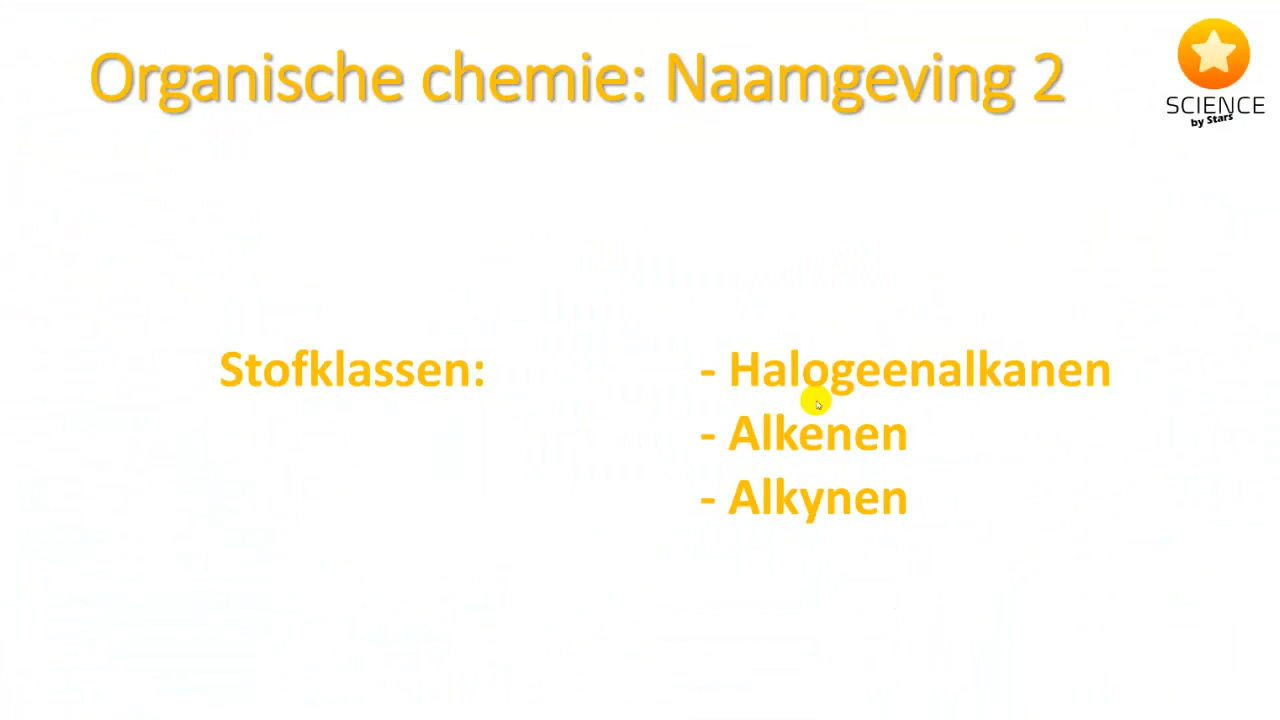 Organische chemie: Naamgeving 2
SCIENCE
by Stars
Stofklassen:
- Halogeenalkanen
- Alkenen
- Alkynen